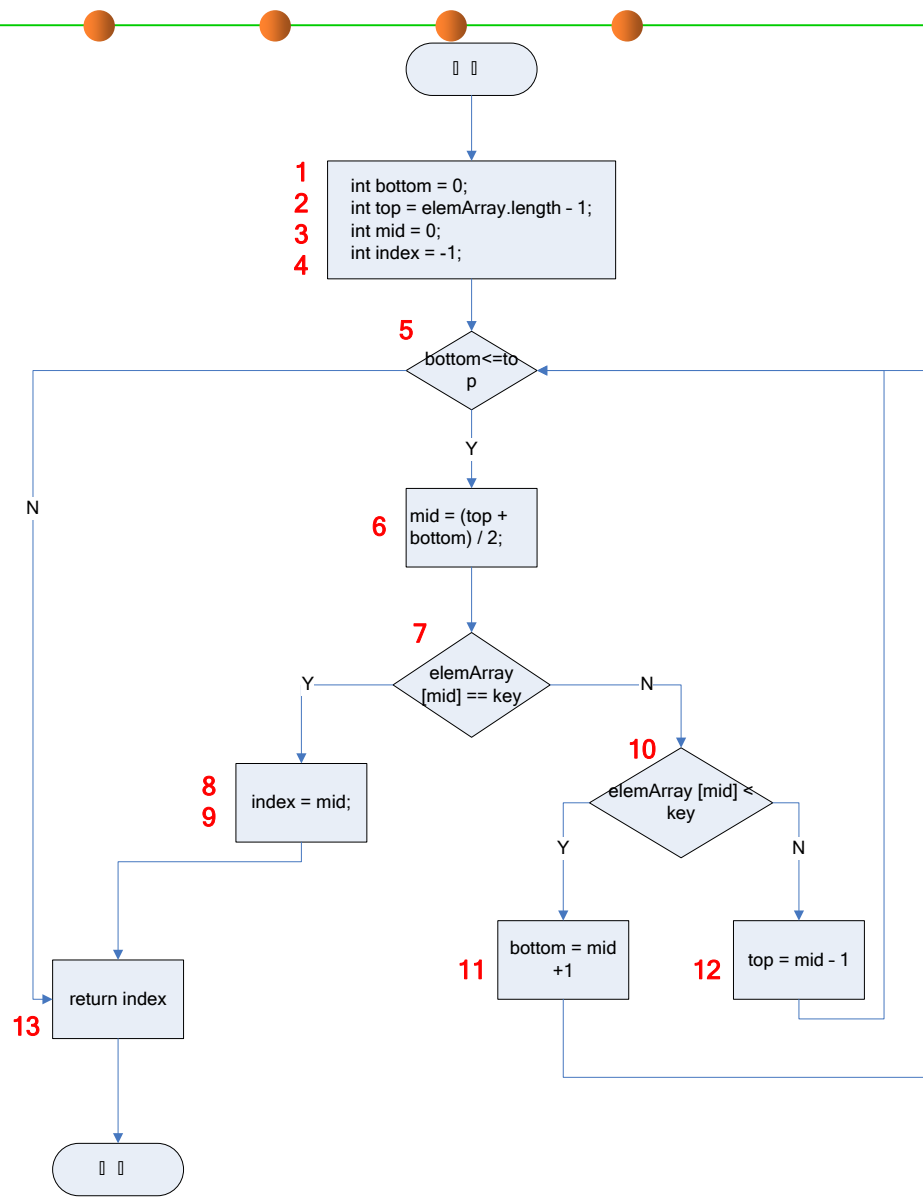 1
2
3
4
int bottom = 0;
int top = elemArray.length - 1;
int mid = 0;
int index = -1;
5
bottom<=to
p
N
Y
6
mid = (top +
bottom) / 2;
7
elemArray
[mid] == key
Y
N
8
9
index = mid;
10
elemArray [mid] <
key
Y
N
11
bottom = mid
+1
12
top = mid - 1
13
return index